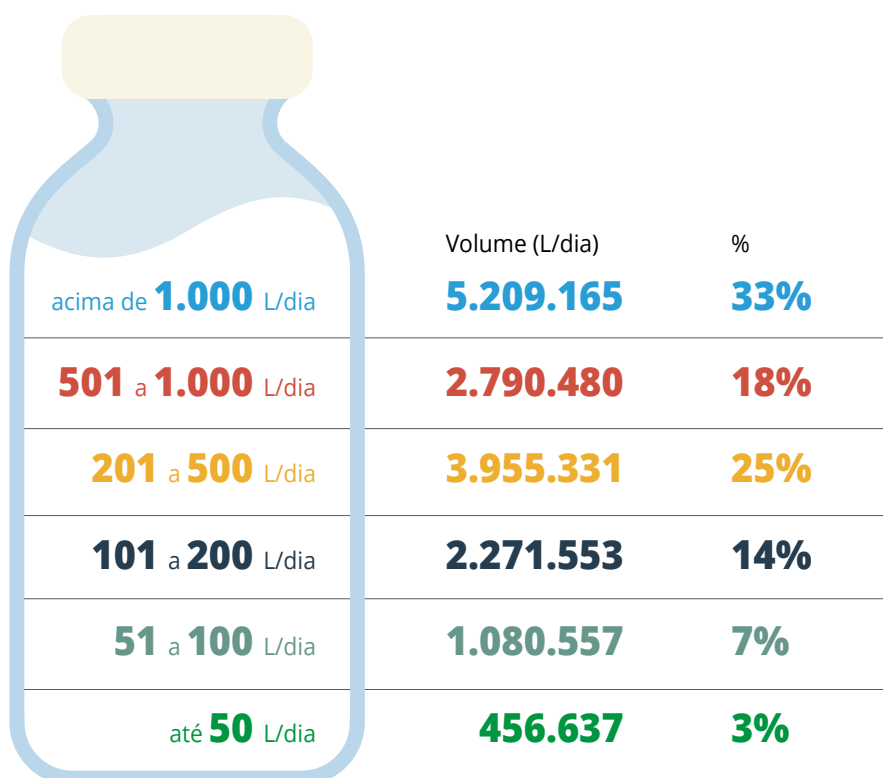 Volume (L/dia) %
acima de 1.000 L/dia 5.209.165 33%
501 a 1.000 L/dia 2.790.480 18%
201 a 500 L/dia 3.955.331 25%
101 a 200 L/dia 2.271.553 14%
51 a 100 L/dia 1.080.557 7%
até 50 L/dia 456.637 3%